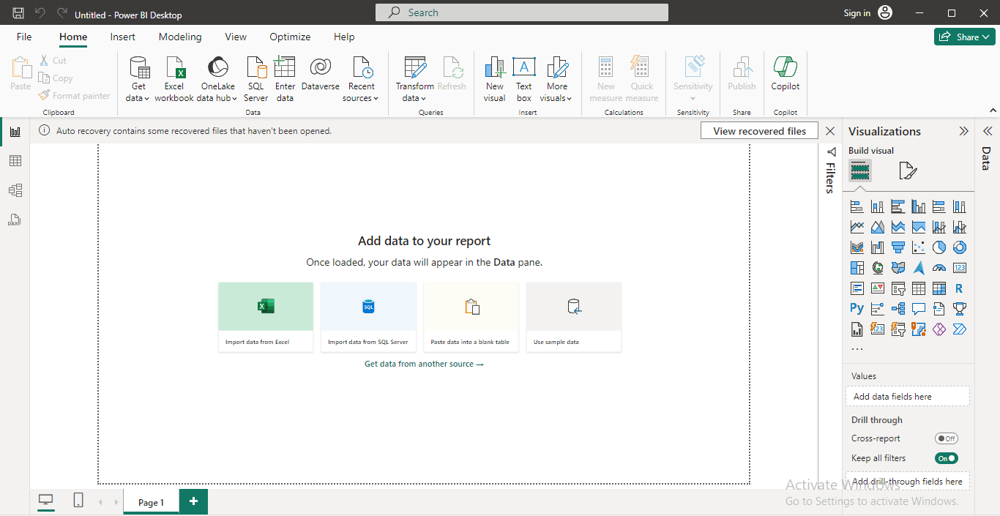 Untitled - Power BI Desktop
Search
Sign in
File Home Insert Modeling View Optimize Help
Share
Paste
Cut
Copy
Format painter
Clipboard
Get data
Excel workbook
OneLake data hub
SQL Server
Enter data
Dataverse
Recent sources
Data
Transform data
Refresh
Queries
New visual
Text box
More visuals
Insert
New measure
Quick measure
Calculations
Sensitivity
Sensitivity
Publish
Share
Copilot
Copilot
Auto recovery contains some recovered files that haven't been opened.
View recovered files
DAX
Add data to your report
Once loaded, your data will appear in the Data pane.
SQL
Import data from Excel
Import data from SQL Server
Paste data into a blank table
Use sample data
Get data from another source →
Filters
Visualizations
Build visual
123
R
Py
123
...
Values
Add data fields here
Drill through
Cross-report
Off
Keep all filters
On
Add drill-through fields here
Data
Page 1
Activate Windows
Go to Settings to activate Windows.